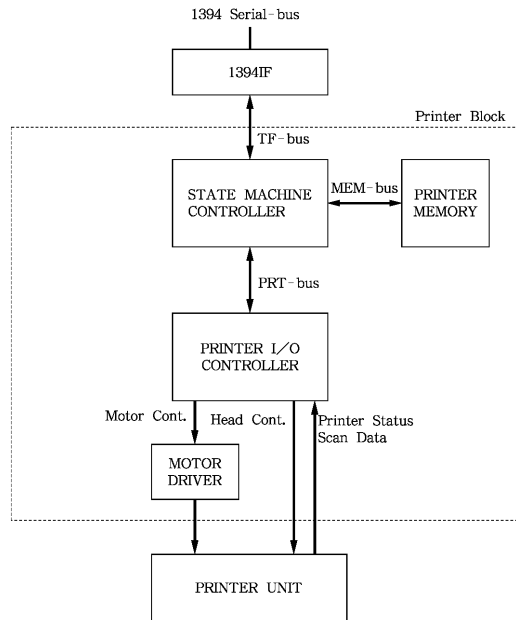 1394 Serial-bus
1394IF
Printer Block
TF-bus
STATE MACHINE
CONTROLLER
MEM-bus
PRINTER
MEMORY
PRT-bus
PRINTER I/O
CONTROLLER
Motor Cont.
Head Cont.
Printer Status
Scan Data
MOTOR
DRIVER
PRINTER UNIT